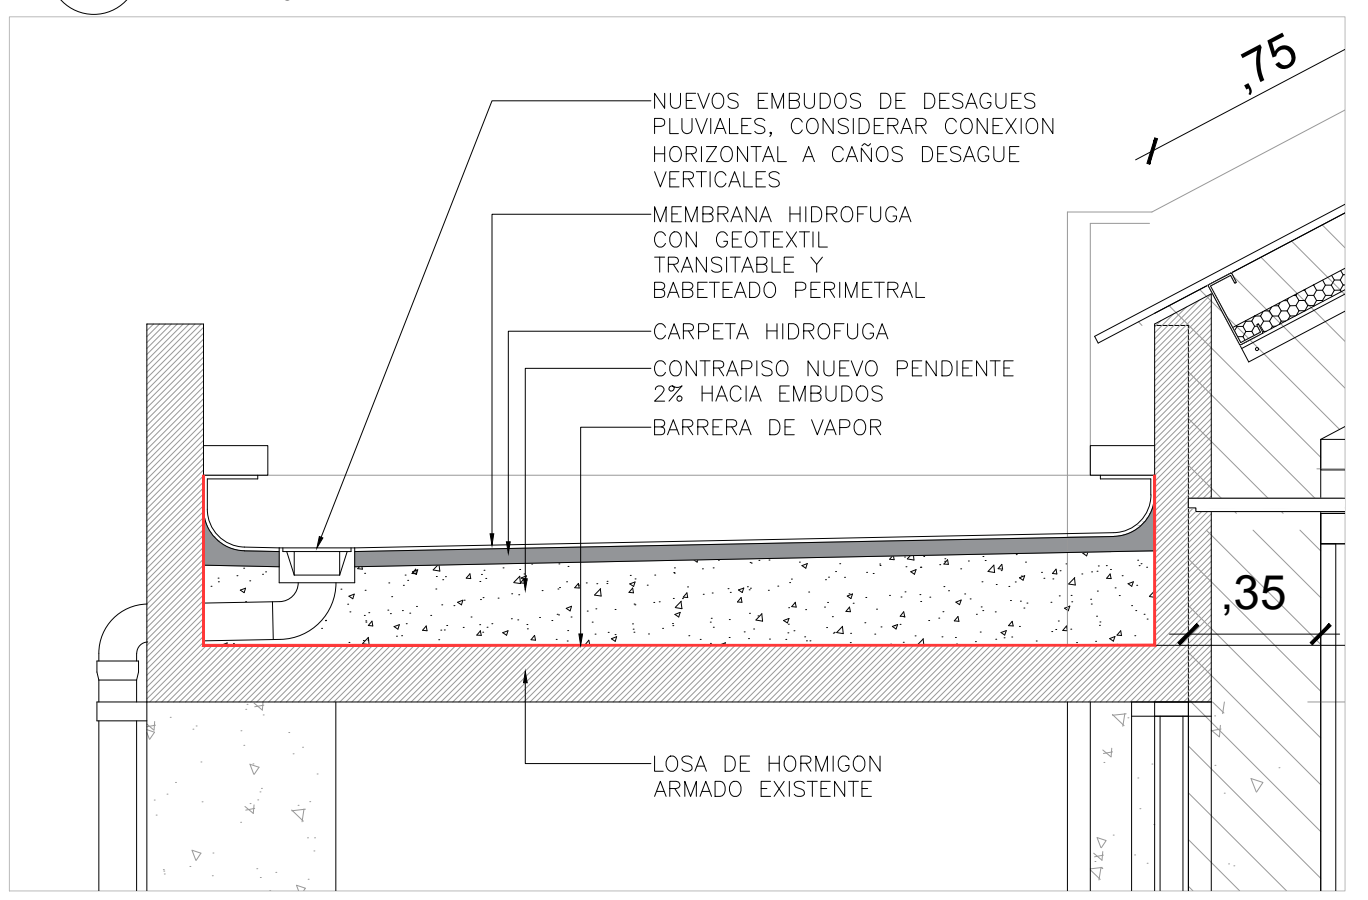 ,75
NUEVOS EMBUDOS DE DESAGUES
PLUVIALES, CONSIDERAR CONEXION
HORIZONTAL A CAÑOS DESAGUE
VERTICALES
MEMBRANA HIDROFUGA
CON GEOTEXTIL
TRANSITABLE Y
BABETEADO PERIMETRAL
CARPETA HIDROFUGA
CONTRAPISO NUEVO PENDIENTE
2% HACIA EMBUDOS
BARRERA DE VAPOR
,35
LOSA DE HORMIGON
ARMADO EXISTENTE